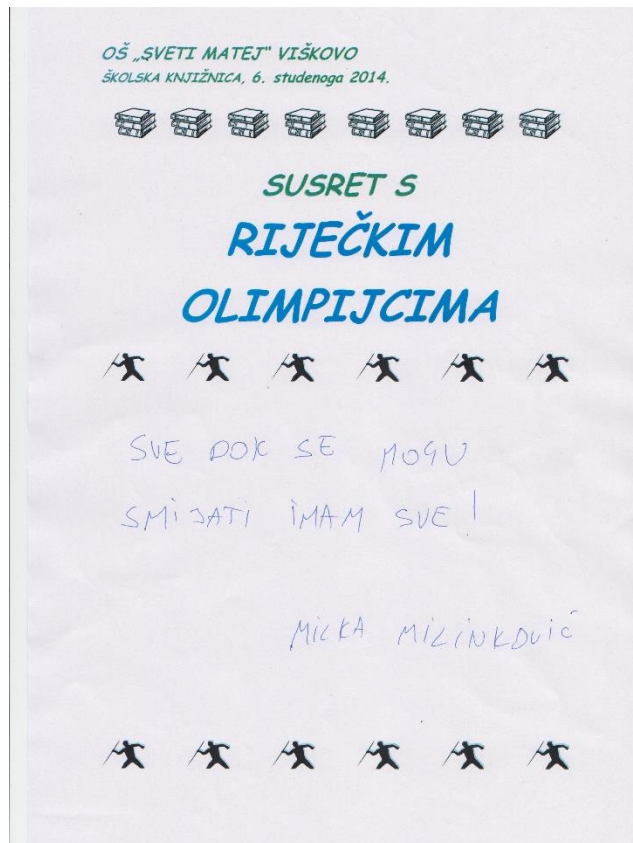 OŠ „SVETI MATEJ“ VIŠKOVO
ŠKOLSKA KNJIŽNICA, 6. studenoga 2014.
SUSRET S
RIJEČKIM
OLIMPIJCIMA
SVE DOK SE MOGU
SMIJATI IMAM SVE!
MILKA MILINKOVIĆ